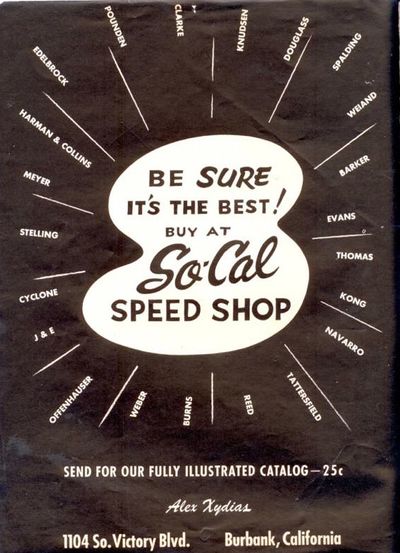 POUNDEN
CLARKE
KNUDSEN
DOUGLASS
SPALDING
WEIAND
BARKER
EVANS
THOMAS
KONG
NAVARRO
TATTERSFIELD
REED
BURNS
WEBER
OFFENHAUSER
J & E
CYCLONE
STELLING
MEYER
HARMAN & COLLINS
EDELBROCK
BE SURE
IT'S THE BEST!
BUY AT
So-Cal
SPEED SHOP
SEND FOR OUR FULLY ILLUSTRATED CATALOG—25c
Alex Xydias
1104 So. Victory Blvd. Burbank, California